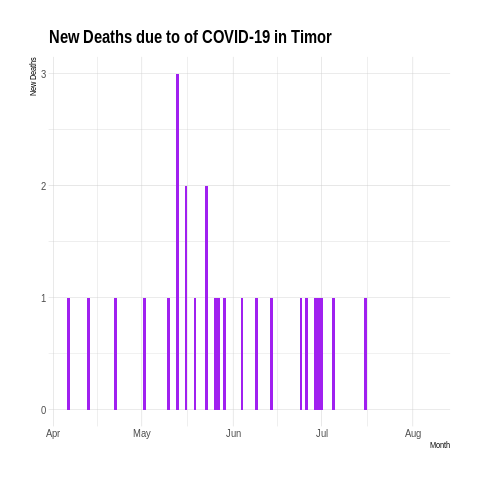 New Deaths due to of COVID-19 in Timor
New Deaths
3
2
1
0
Apr May Jun Jul Aug
Month